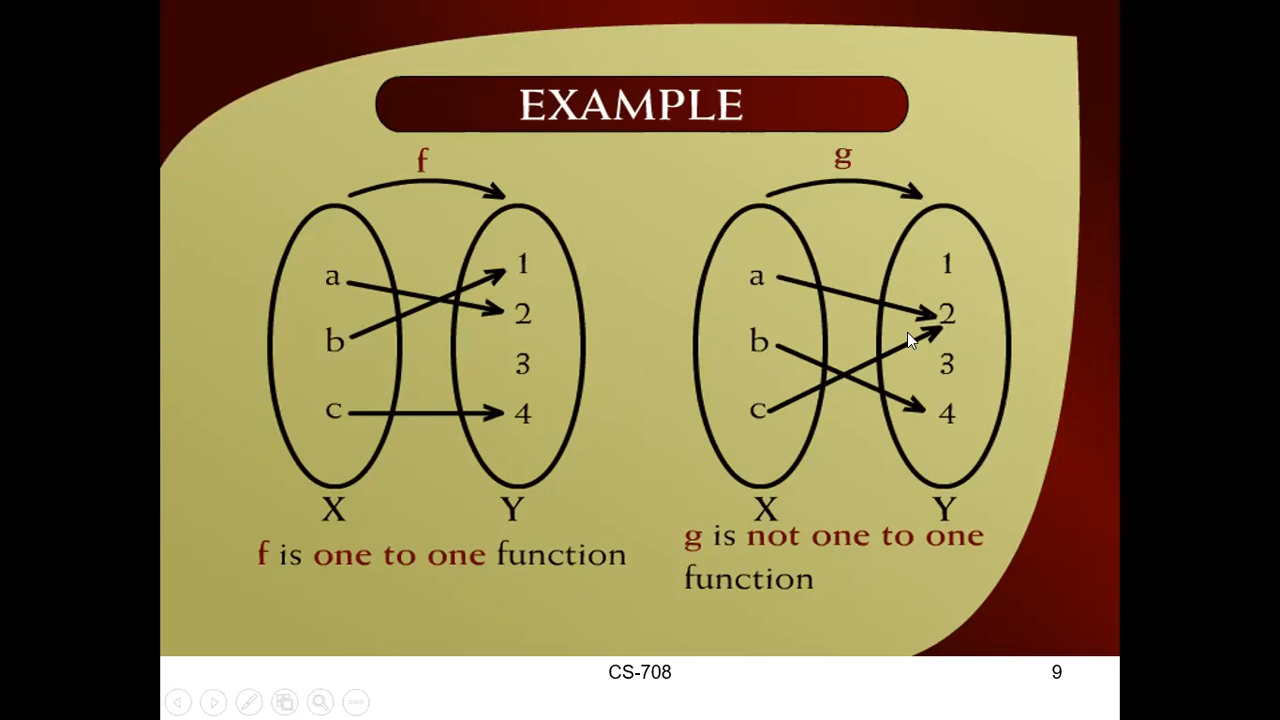 EXAMPLE
f
a
b
c
1
2
3
4
X Y
f is one to one function
g
a
b
c
1
2
3
4
X Y
g is not one to one
function
CS-708
9